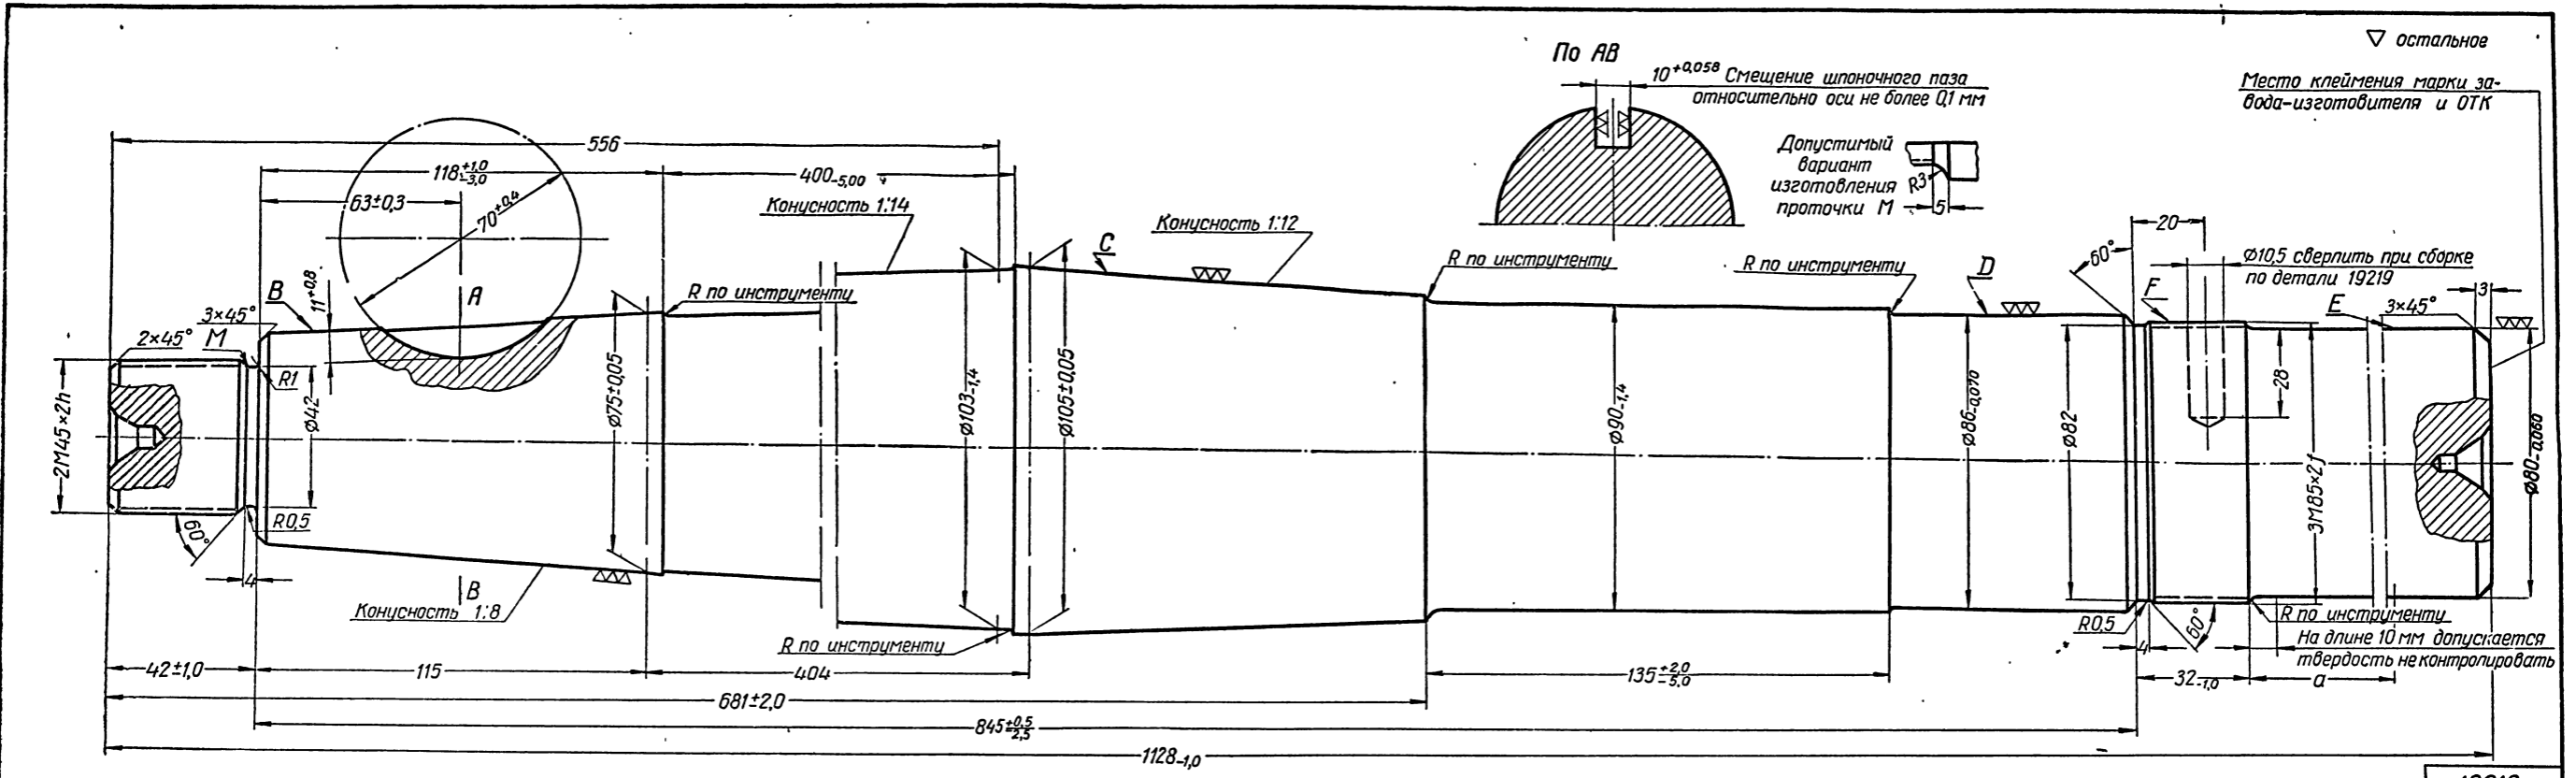 По АВ
▽ остальное
10+0,058 Смещение шпоночного паза
относительно оси не более 0,1 мм
Место клеймения марки за-
вода-изготовителя и ОТК
Допустимый
вариант
изготовления
проточки М
R3
5
556
118+1,0 -3,0
400-5,00
63±0,3
70+0,4
Конусность 1:14
Конусность 1:12
C
20
60°
Ø10,5 сверлить при сборке
по детали 19219
R по инструменту
R по инструменту
D
F
E
3×45°
3
B
11+0,8
A
R по инструменту
3×45°
M
2×45°
R1
2М45×2h
Ø42
Ø75±0,05
Ø103-1,4
Ø105±0,05
Ø90-1,4
Ø86-0,070
Ø82
28
3М85×2f
Ø80-0,060
R0,5
60°
4
B
Конусность 1:8
R по инструменту
R0,5
4
60°
R по инструменту
На длине 10 мм допускается
твердость не контролировать
42±1,0
115
404
135+2,0 -5,0
32-1,0
a
681±2,0
845+0,5 -2,5
1128-1,0